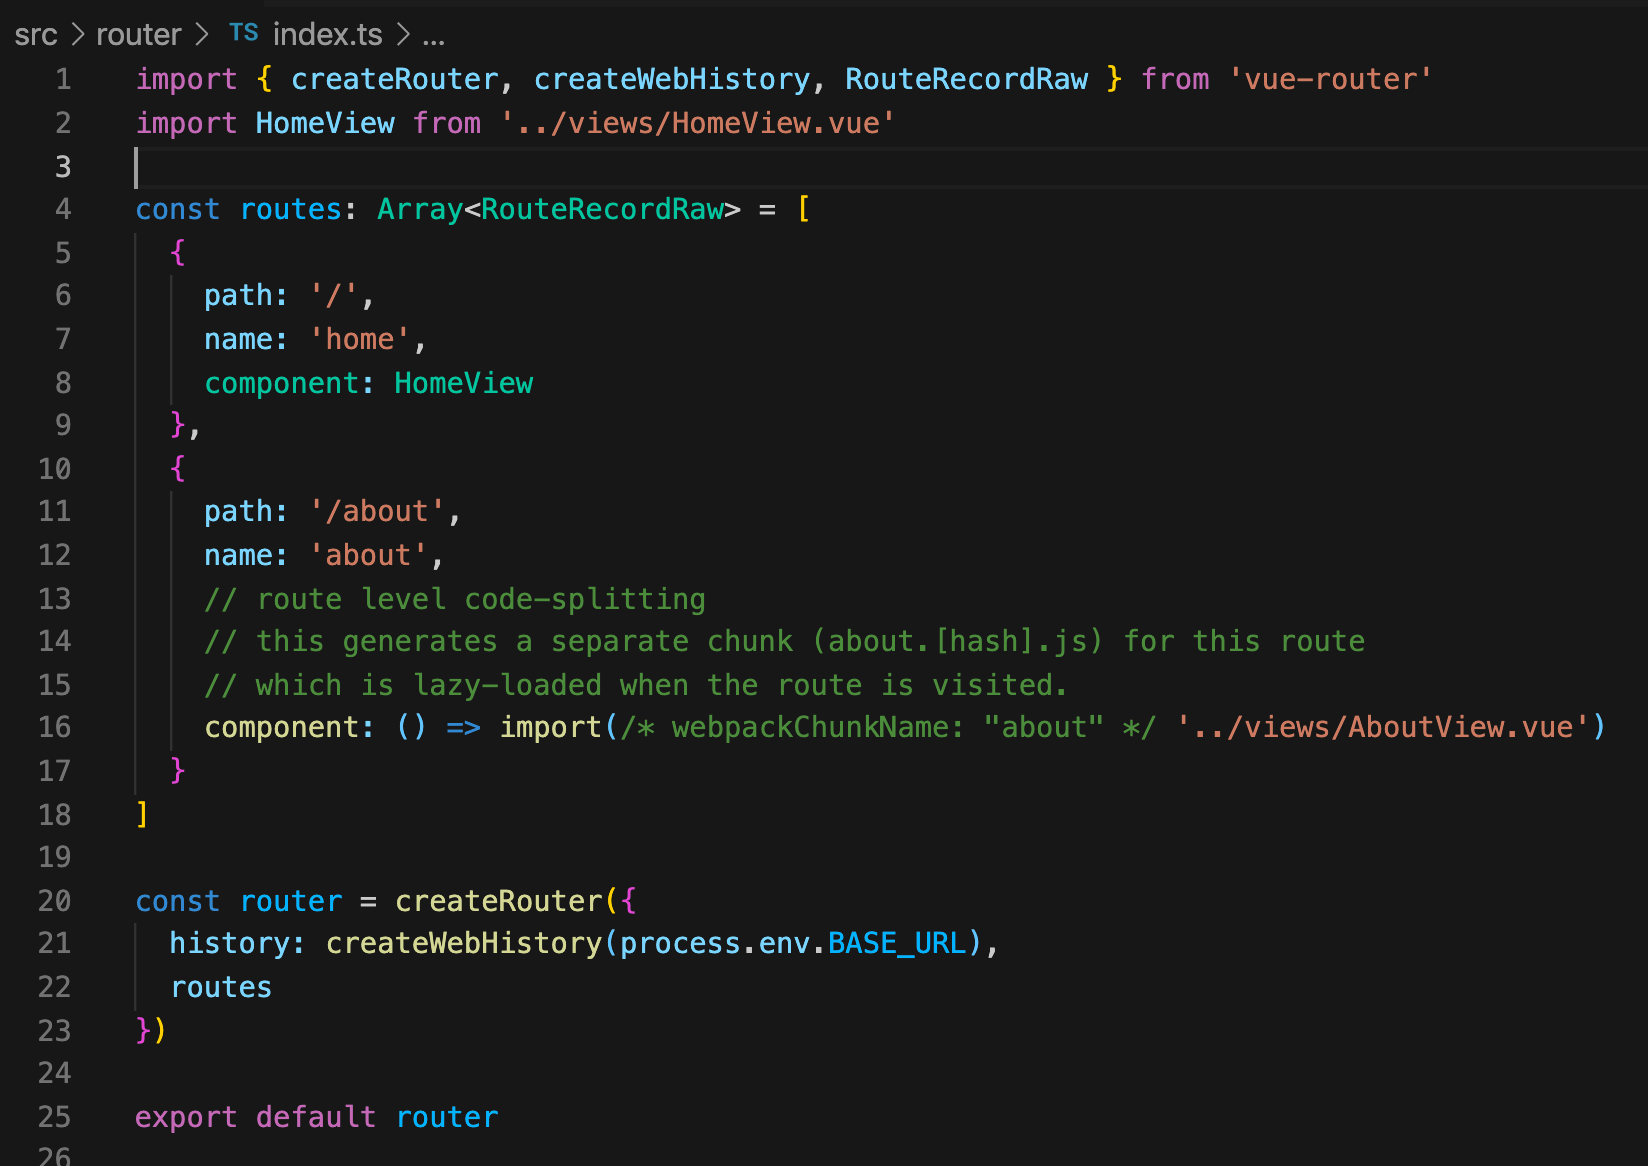 src > router > TS index.ts > ...
1 import { createRouter, createWebHistory, RouteRecordRaw } from 'vue-router'
2 import HomeView from '../views/HomeView.vue'
3
4 const routes: Array<RouteRecordRaw> = [
5   {
6     path: '/',
7     name: 'home',
8     component: HomeView
9   },
10   {
11     path: '/about',
12     name: 'about',
13     // route level code-splitting
14     // this generates a separate chunk (about.[hash].js) for this route
15     // which is lazy-loaded when the route is visited.
16     component: () => import(/* webpackChunkName: "about" */ '../views/AboutView.vue')
17   }
18 ]
19
20 const router = createRouter({
21   history: createWebHistory(process.env.BASE_URL),
22   routes
23 })
24
25 export default router
26